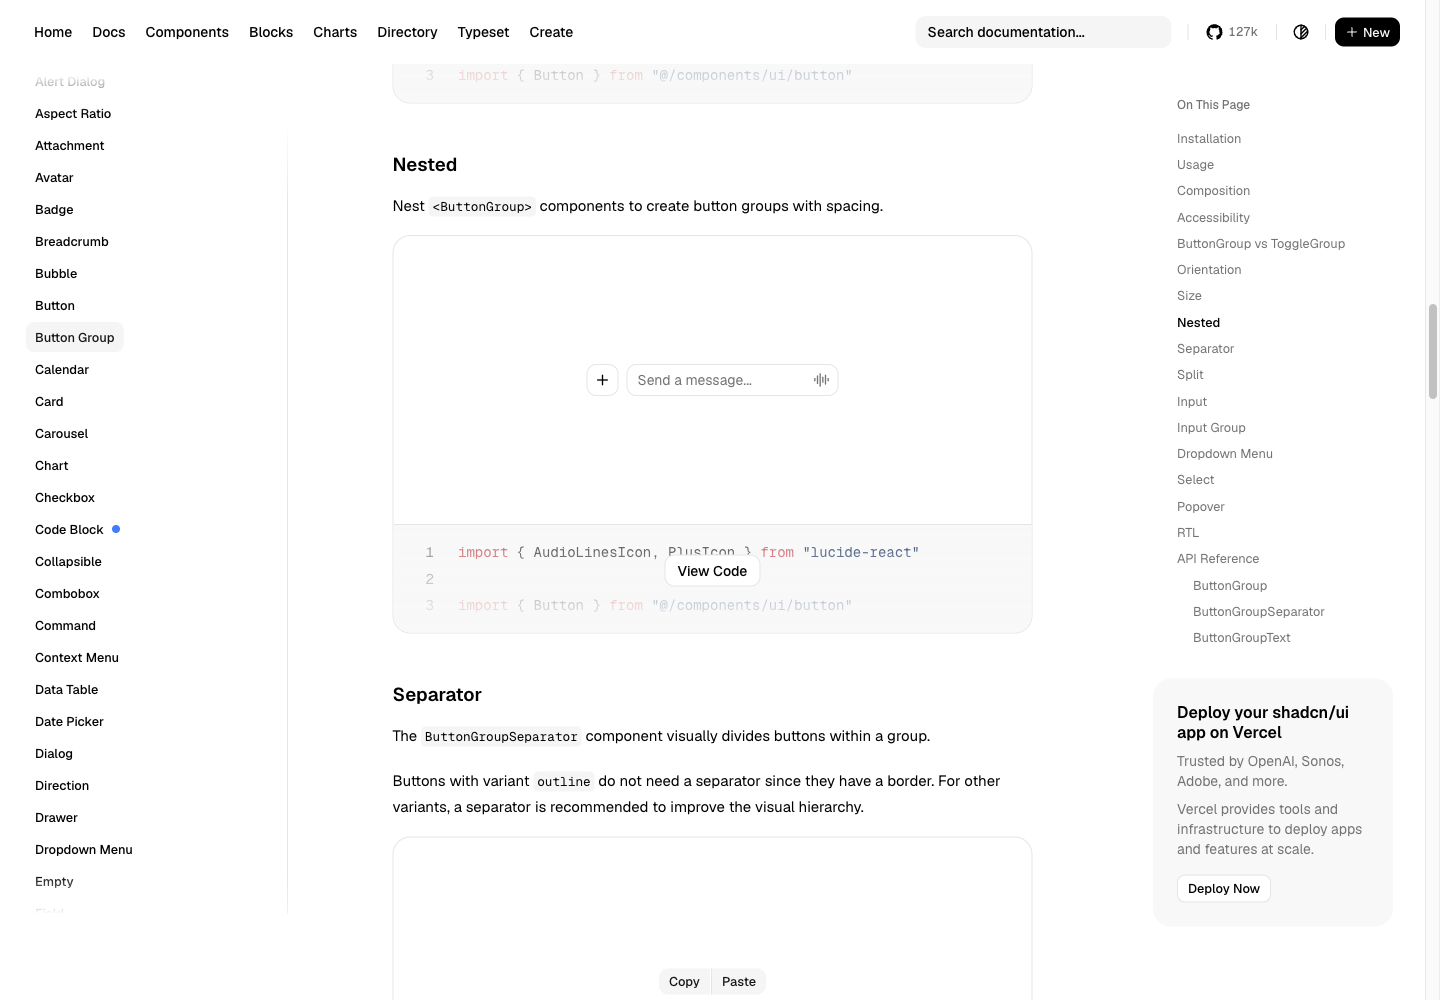 Home Docs Components Blocks Charts Directory Typeset Create
Search documentation...
127k
New
Alert Dialog
Aspect Ratio
Attachment
Avatar
Badge
Breadcrumb
Bubble
Button
Button Group
Calendar
Card
Carousel
Chart
Checkbox
Code Block
Collapsible
Combobox
Command
Context Menu
Data Table
Date Picker
Dialog
Direction
Drawer
Dropdown Menu
Empty
Field
3 import { Button } from "@/components/ui/button"
Nested
Nest <ButtonGroup> components to create button groups with spacing.
Send a message...
1 import { AudioLinesIcon, PlusIcon } from "lucide-react"
View Code
2
3 import { Button } from "@/components/ui/button"
Separator
The ButtonGroupSeparator component visually divides buttons within a group.
Buttons with variant outline do not need a separator since they have a border. For other
variants, a separator is recommended to improve the visual hierarchy.
Copy Paste
On This Page
Installation
Usage
Composition
Accessibility
ButtonGroup vs ToggleGroup
Orientation
Size
Nested
Separator
Split
Input
Input Group
Dropdown Menu
Select
Popover
RTL
API Reference
ButtonGroup
ButtonGroupSeparator
ButtonGroupText
Deploy your shadcn/ui
app on Vercel
Trusted by OpenAI, Sonos,
Adobe, and more.
Vercel provides tools and
infrastructure to deploy apps
and features at scale.
Deploy Now